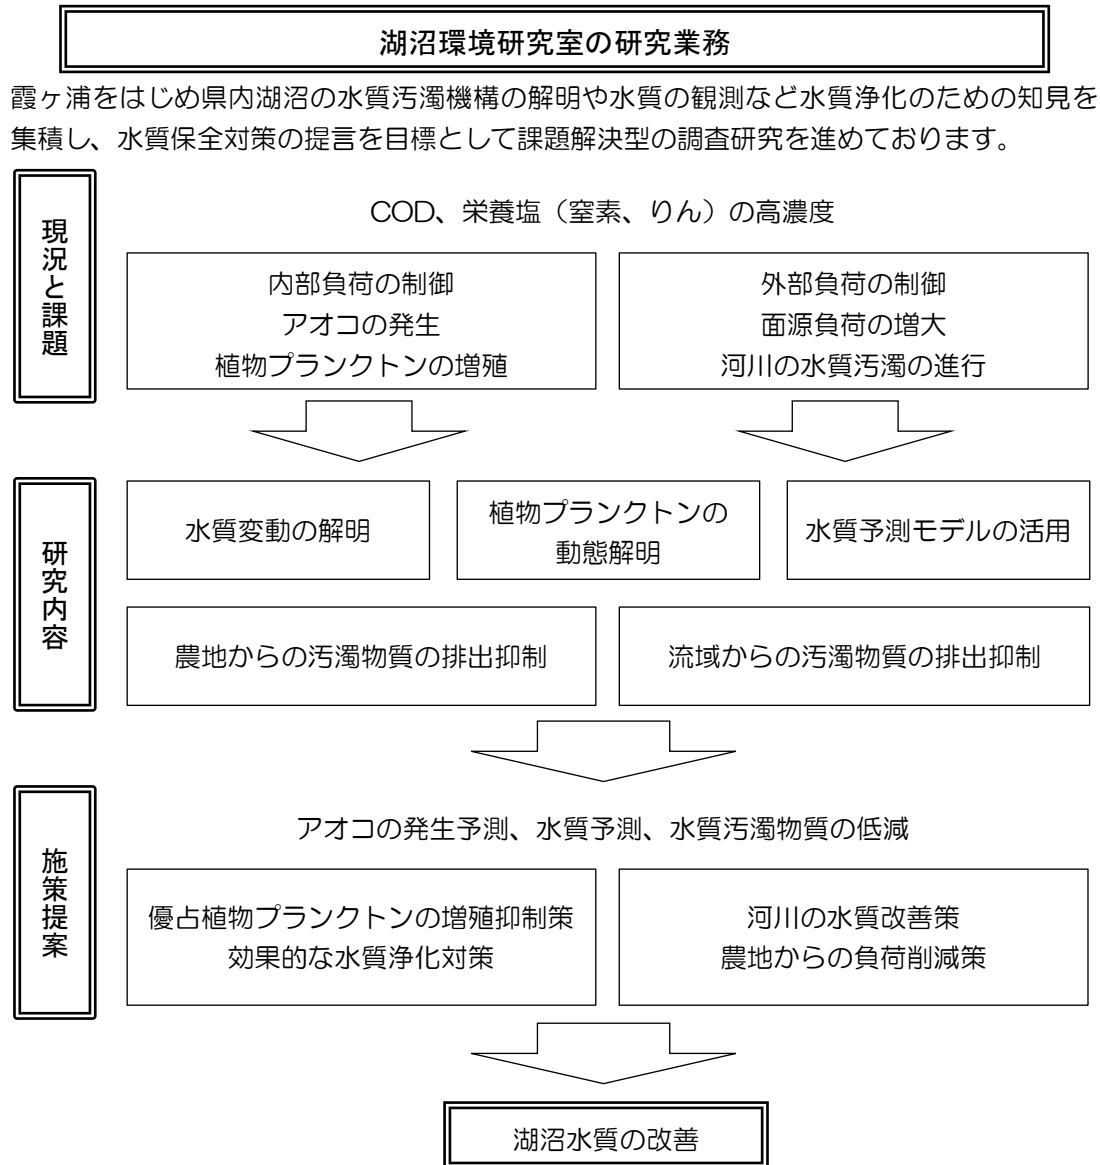 湖沼環境研究室の研究業務
霞ヶ浦をはじめ県内湖沼の水質汚濁機構の解明や水質の観測など水質浄化のための知見を
集積し、水質保全対策の提言を目標として課題解決型の調査研究を進めております。
現況と課題
COD、栄養塩（窒素、りん）の高濃度
内部負荷の制御
アオコの発生
植物プランクトンの増殖
外部負荷の制御
面源負荷の増大
河川の水質汚濁の進行
研究内容
水質変動の解明
植物プランクトンの
動態解明
水質予測モデルの活用
農地からの汚濁物質の排出抑制
流域からの汚濁物質の排出抑制
施策提案
アオコの発生予測、水質予測、水質汚濁物質の低減
優占植物プランクトンの増殖抑制策
効果的な水質浄化対策
河川の水質改善策
農地からの負荷削減策
湖沼水質の改善